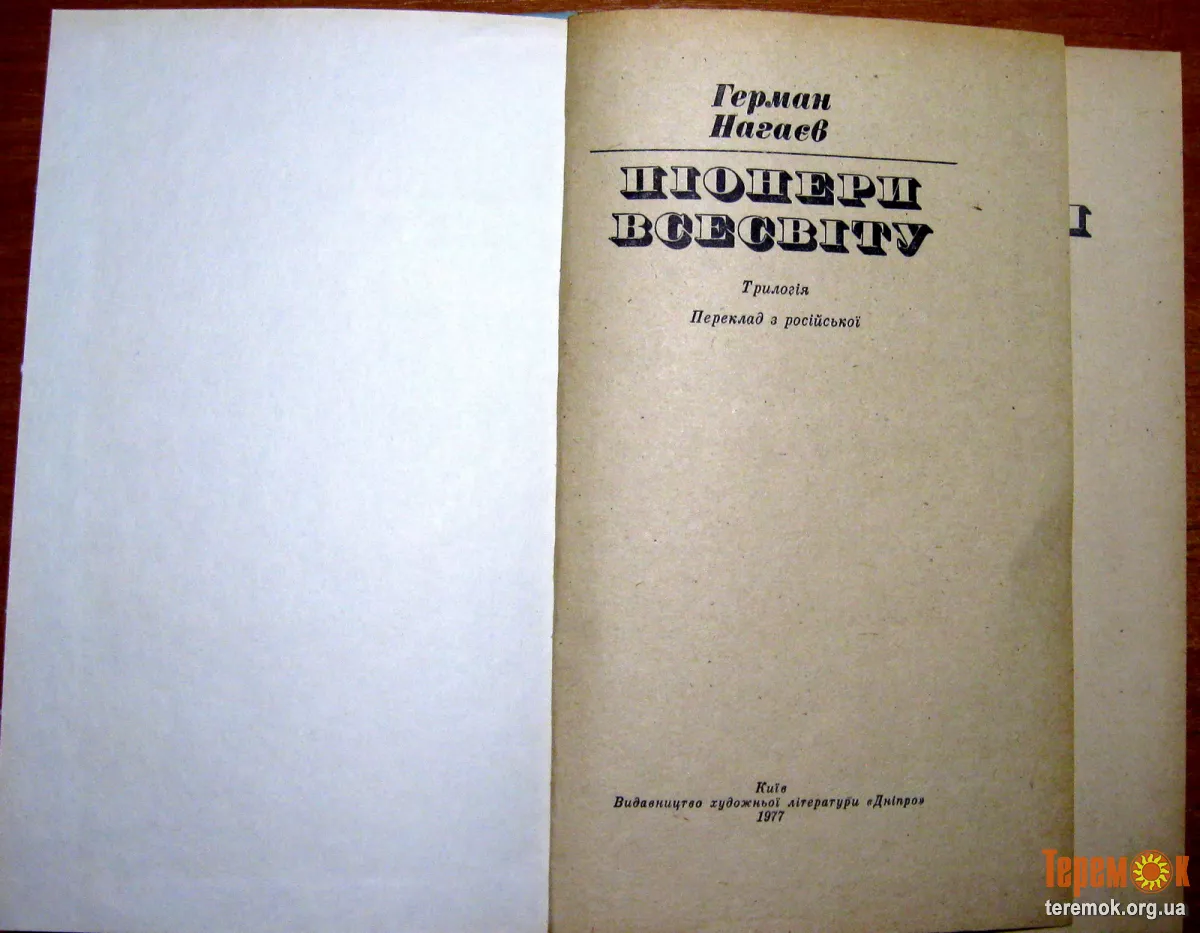 Герман
Нагаєв
ПІОНЕРИ
ВСЕСВІТУ
Трилогія
Переклад з російської
Київ
Видавництво художньої літератури «Дніпро»
1977
Теремок
teremok.org.ua